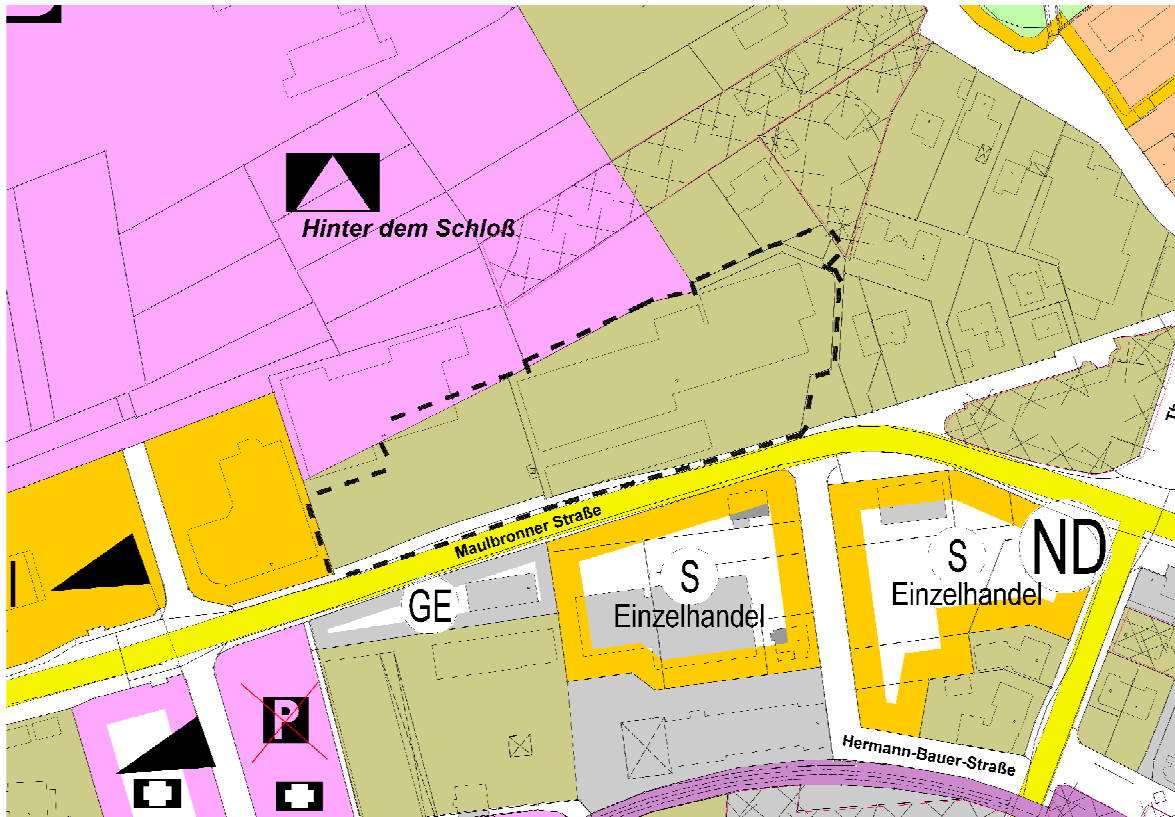 Hinter dem Schloß
Maulbronner Straße
GE
S
Einzelhandel
S
Einzelhandel
ND
P
Hermann-Bauer-Straße